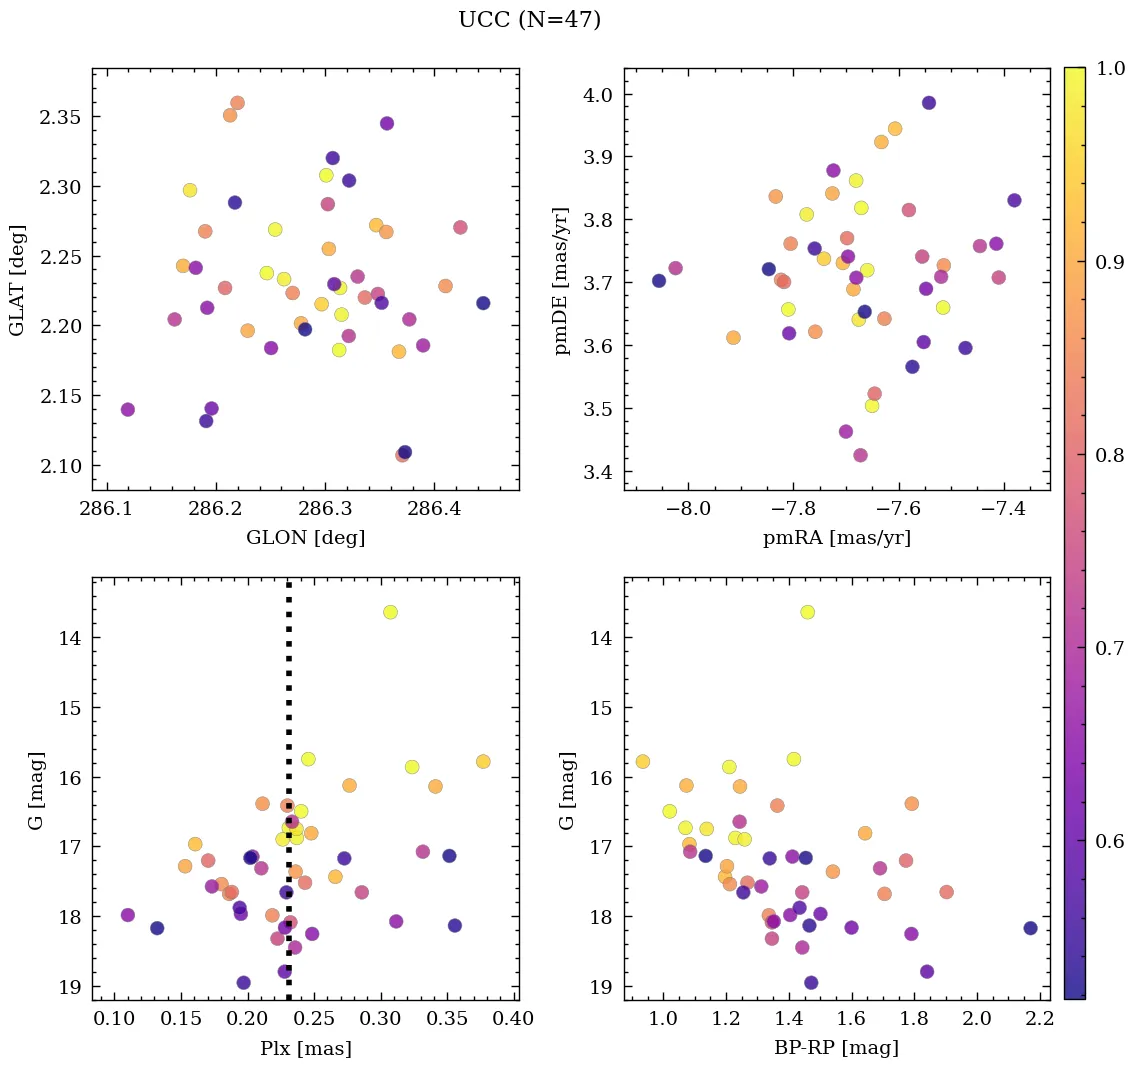 UCC (N=47)
2.35
2.30
2.25
2.20
2.15
2.10
GLAT [deg]
286.1 286.2 286.3 286.4
GLON [deg]
4.0
3.9
3.8
3.7
3.6
3.5
3.4
pmDE [mas/yr]
−8.0 −7.8 −7.6 −7.4
pmRA [mas/yr]
1.0
0.9
0.8
0.7
0.6
14
15
16
17
18
19
G [mag]
0.10 0.15 0.20 0.25 0.30 0.35 0.40
Plx [mas]
14
15
16
17
18
19
G [mag]
1.0 1.2 1.4 1.6 1.8 2.0 2.2
BP-RP [mag]